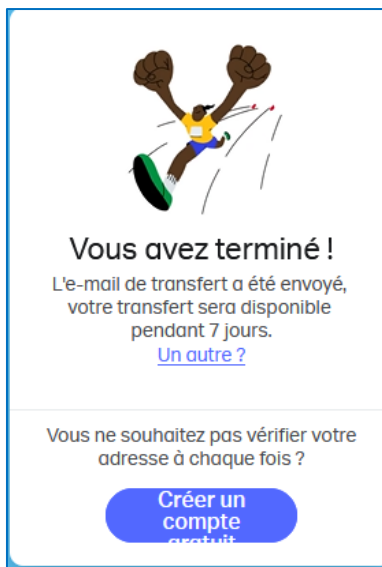 Vous avez terminé !
L'e-mail de transfert a été envoyé,
votre transfert sera disponible
pendant 7 jours.
Un autre ?
Vous ne souhaitez pas vérifier votre
adresse à chaque fois ?
Créer un
compte
gratuit